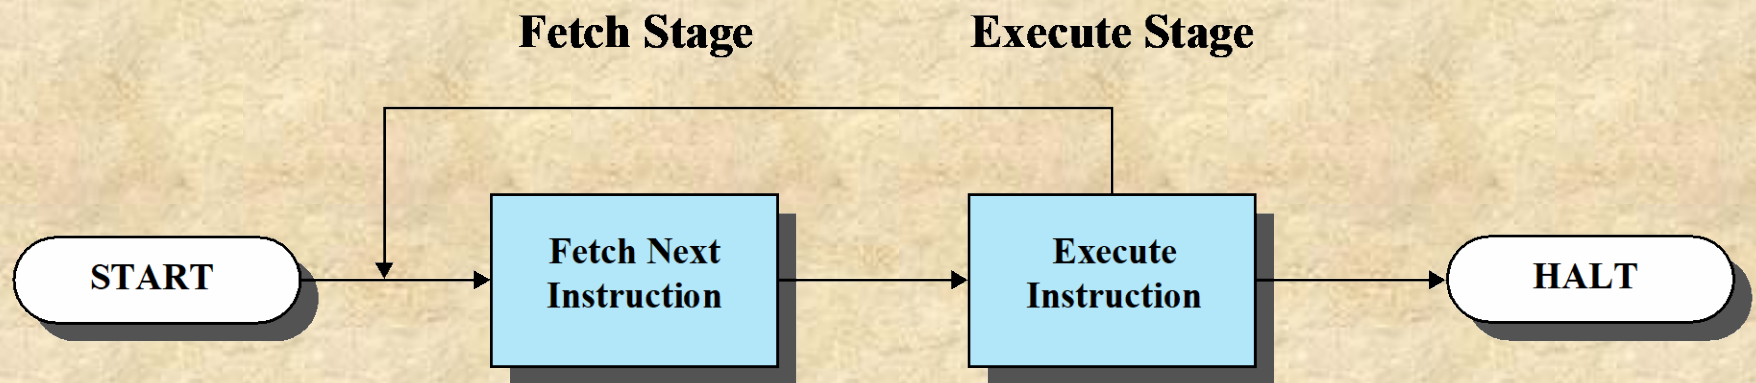 Fetch Stage
Execute Stage
START
Fetch Next
Instruction
Execute
Instruction
HALT